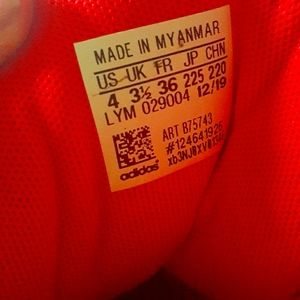 MADE IN MYANMAR
US UK FR JP CHN
4 3½ 36 225 220
LYM 029004 12/19
ART B75743
#124641926
adidas